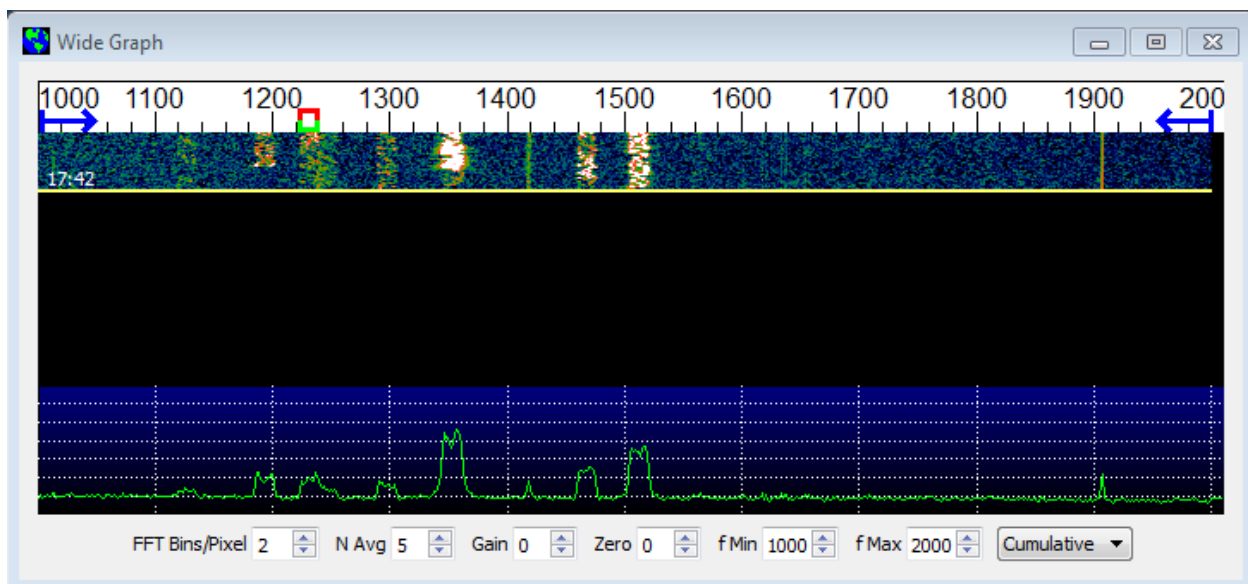 Wide Graph
1000 1100 1200 1300 1400 1500 1600 1700 1800 1900 200
17:42
FFT Bins/Pixel 2 N Avg 5 Gain 0 Zero 0 f Min 1000 f Max 2000 Cumulative